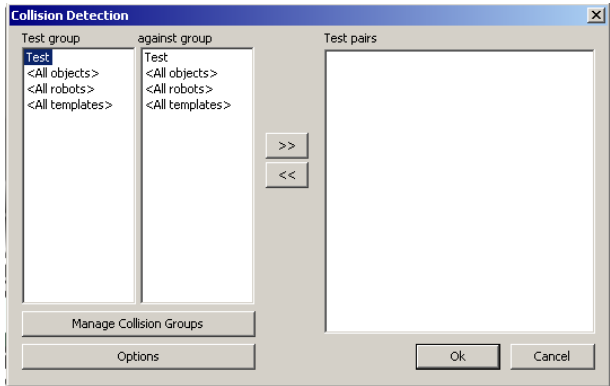 Collision Detection
Test group
against group
Test pairs
Test
<All objects>
<All robots>
<All templates>
Test
<All objects>
<All robots>
<All templates>
>>
<<
Manage Collision Groups
Options
Ok
Cancel